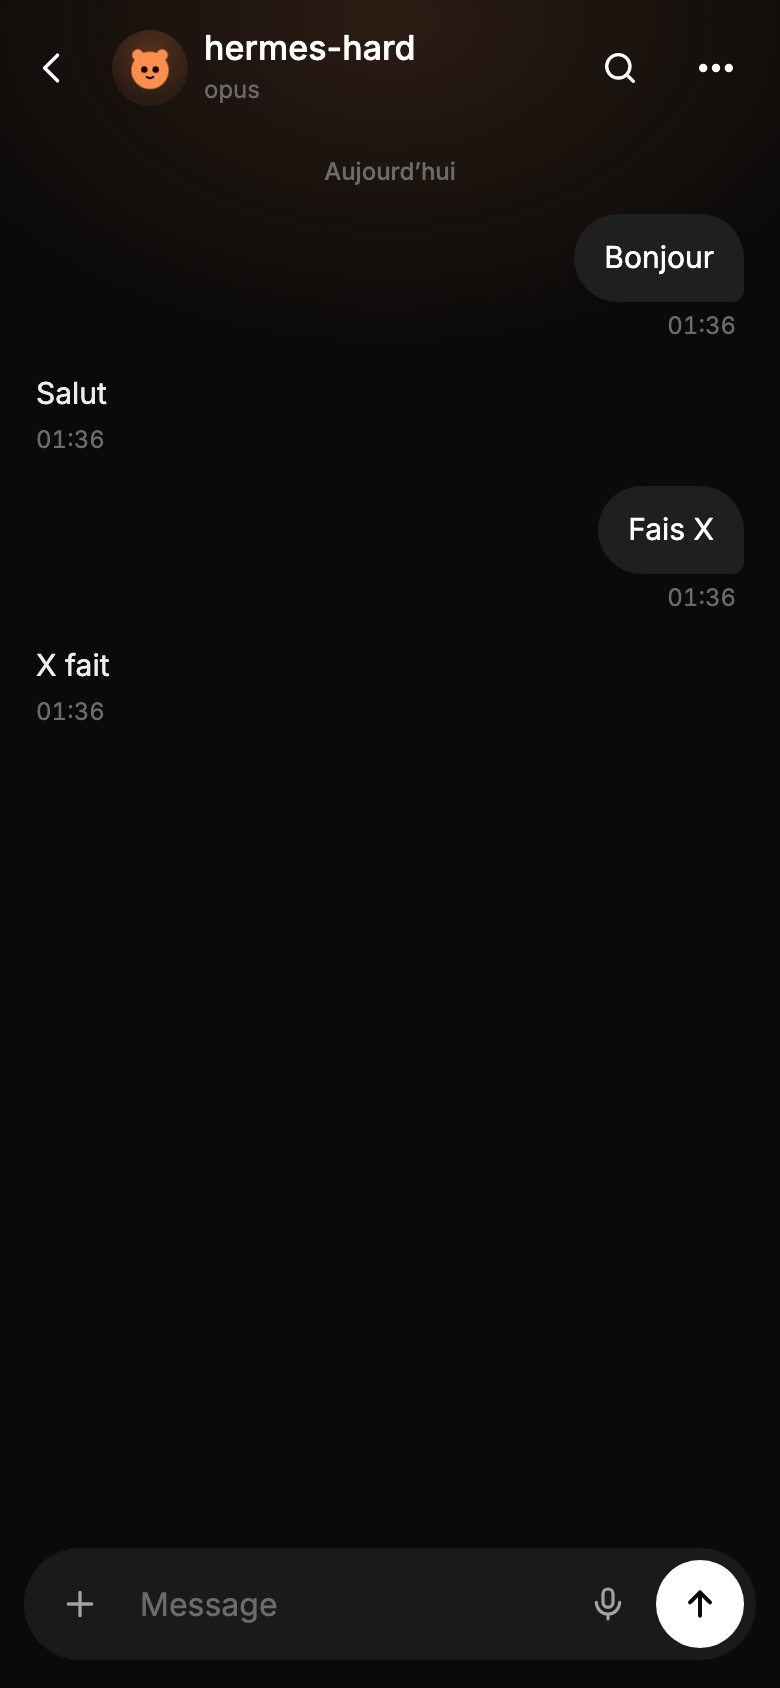 hermes-hard
opus
Aujourd’hui
Bonjour
01:36
Salut
01:36
Fais X
01:36
X fait
01:36
Message